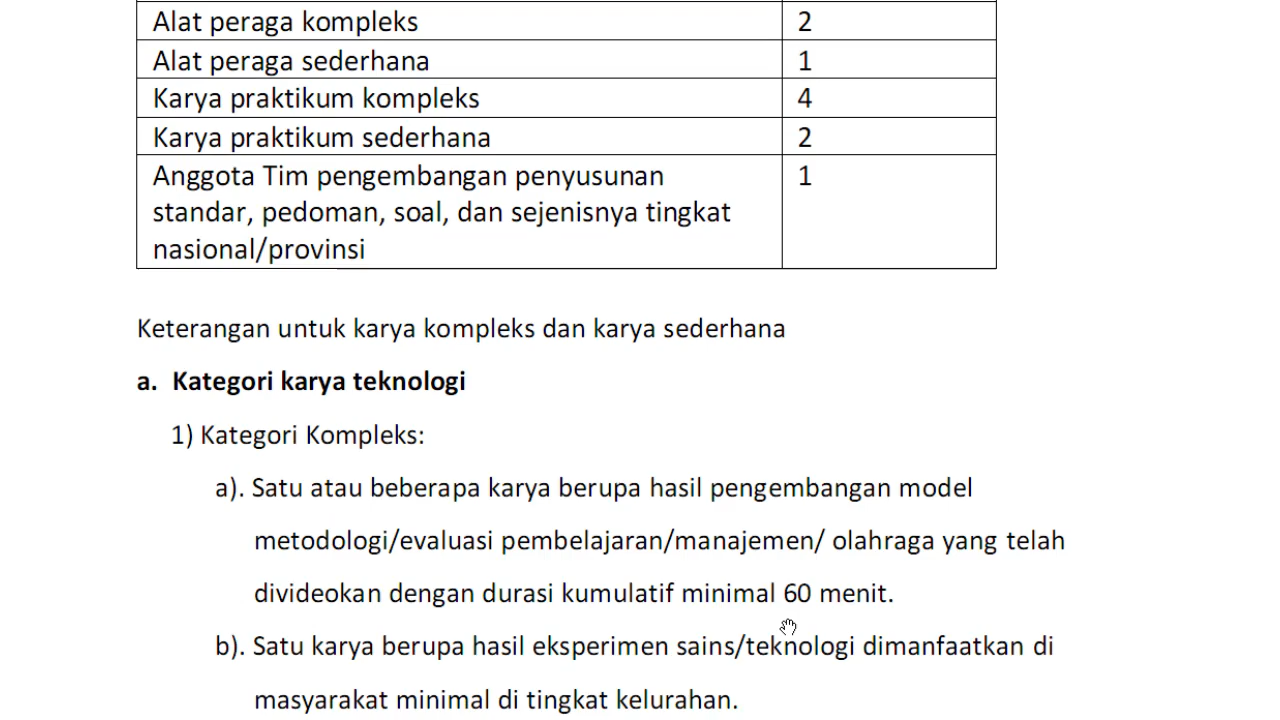 Alat peraga kompleks 2
Alat peraga sederhana 1
Karya praktikum kompleks 4
Karya praktikum sederhana 2
Anggota Tim pengembangan penyusunan 1
standar, pedoman, soal, dan sejenisnya tingkat
nasional/provinsi
Keterangan untuk karya kompleks dan karya sederhana
a. Kategori karya teknologi
1) Kategori Kompleks:
a). Satu atau beberapa karya berupa hasil pengembangan model
metodologi/evaluasi pembelajaran/manajemen/ olahraga yang telah
divideokan dengan durasi kumulatif minimal 60 menit.
b). Satu karya berupa hasil eksperimen sains/teknologi dimanfaatkan di
masyarakat minimal di tingkat kelurahan.